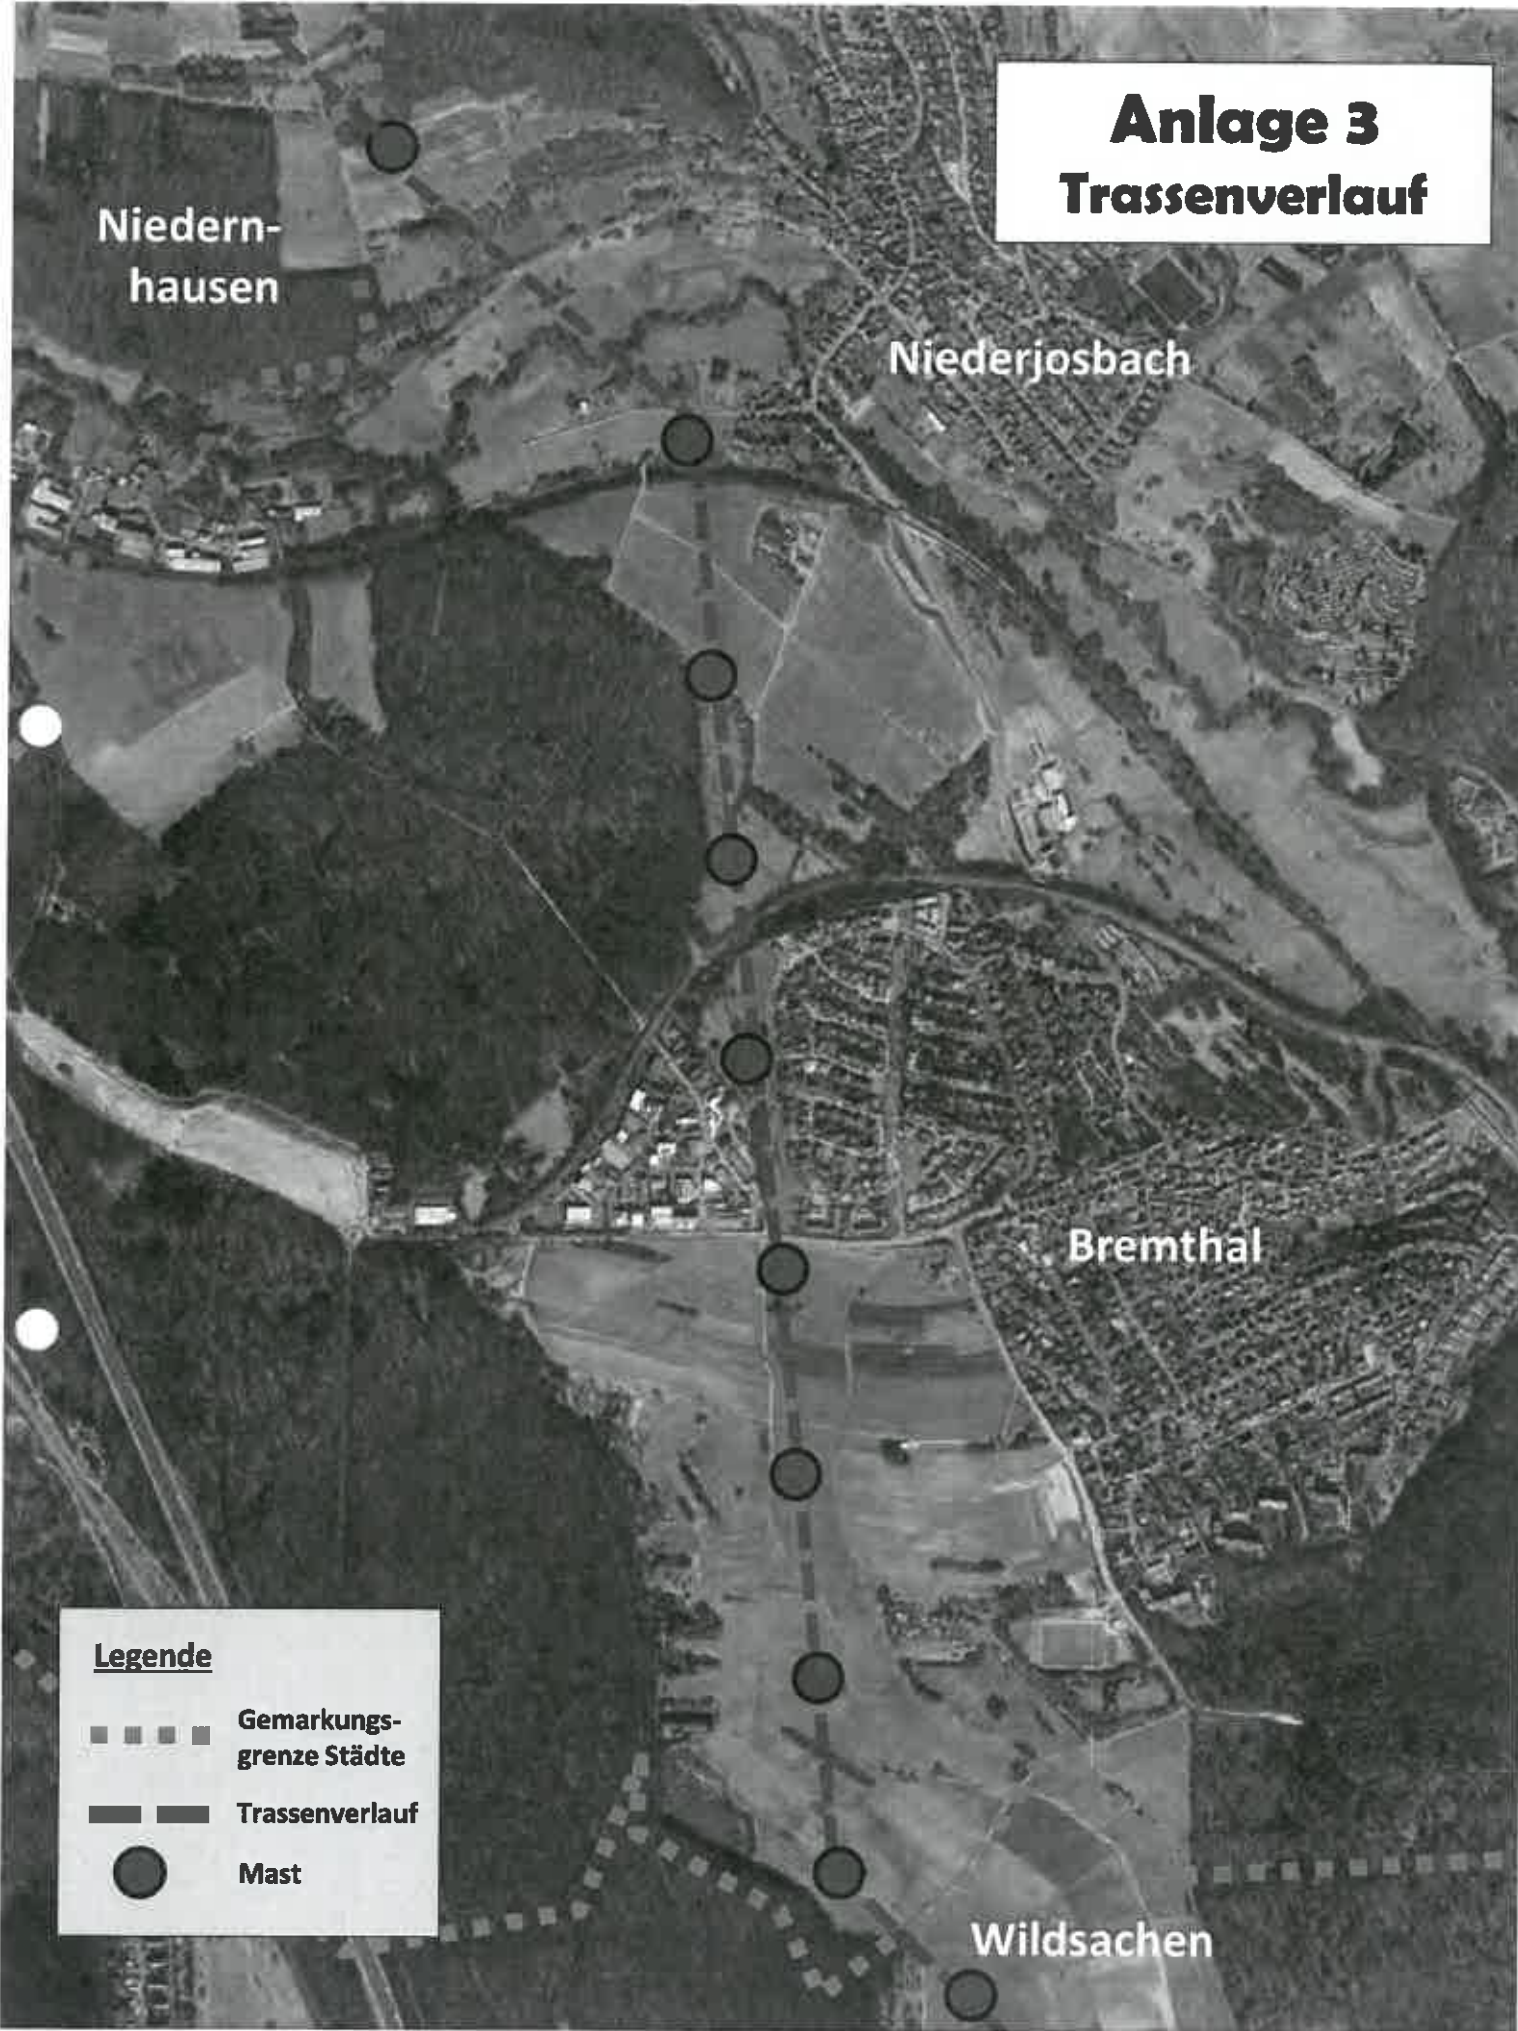 Anlage 3
Trassenverlauf
Niedern-
hausen
Niederjosbach
Bremthal
Legende
Gemarkungs-
grenze Städte
Trassenverlauf
Mast
Wildsachen